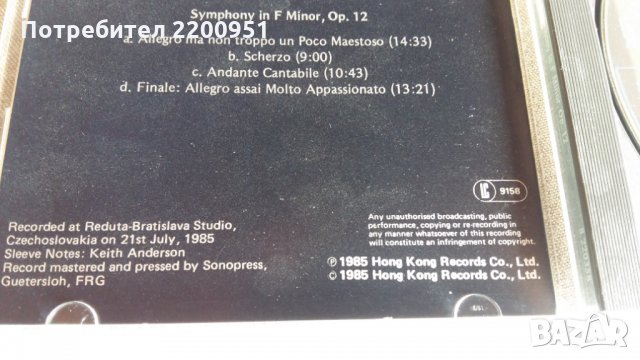 Потребител 2200951
Symphony in F Minor, Op. 12
a. Allegro ma non troppo un Poco Maestoso (14:33)
b. Scherzo (9:00)
c. Andante Cantabile (10:43)
d. Finale: Allegro assai Molto Appassionato (13:21)
LC 9158
Recorded at Reduta-Bratislava Studio,
Czechoslovakia on 21st July, 1985
Sleeve Notes: Keith Anderson
Record mastered and pressed by Sonopress,
Guetersloh, FRG
Any unauthorised broadcasting, public
performance, copying or re-recording in
any manner whatsoever of this recording
will constitute an infringement of copyright.
℗ 1985 Hong Kong Records Co., Ltd.
© 1985 Hong Kong Records Co., Ltd.
BAZAR